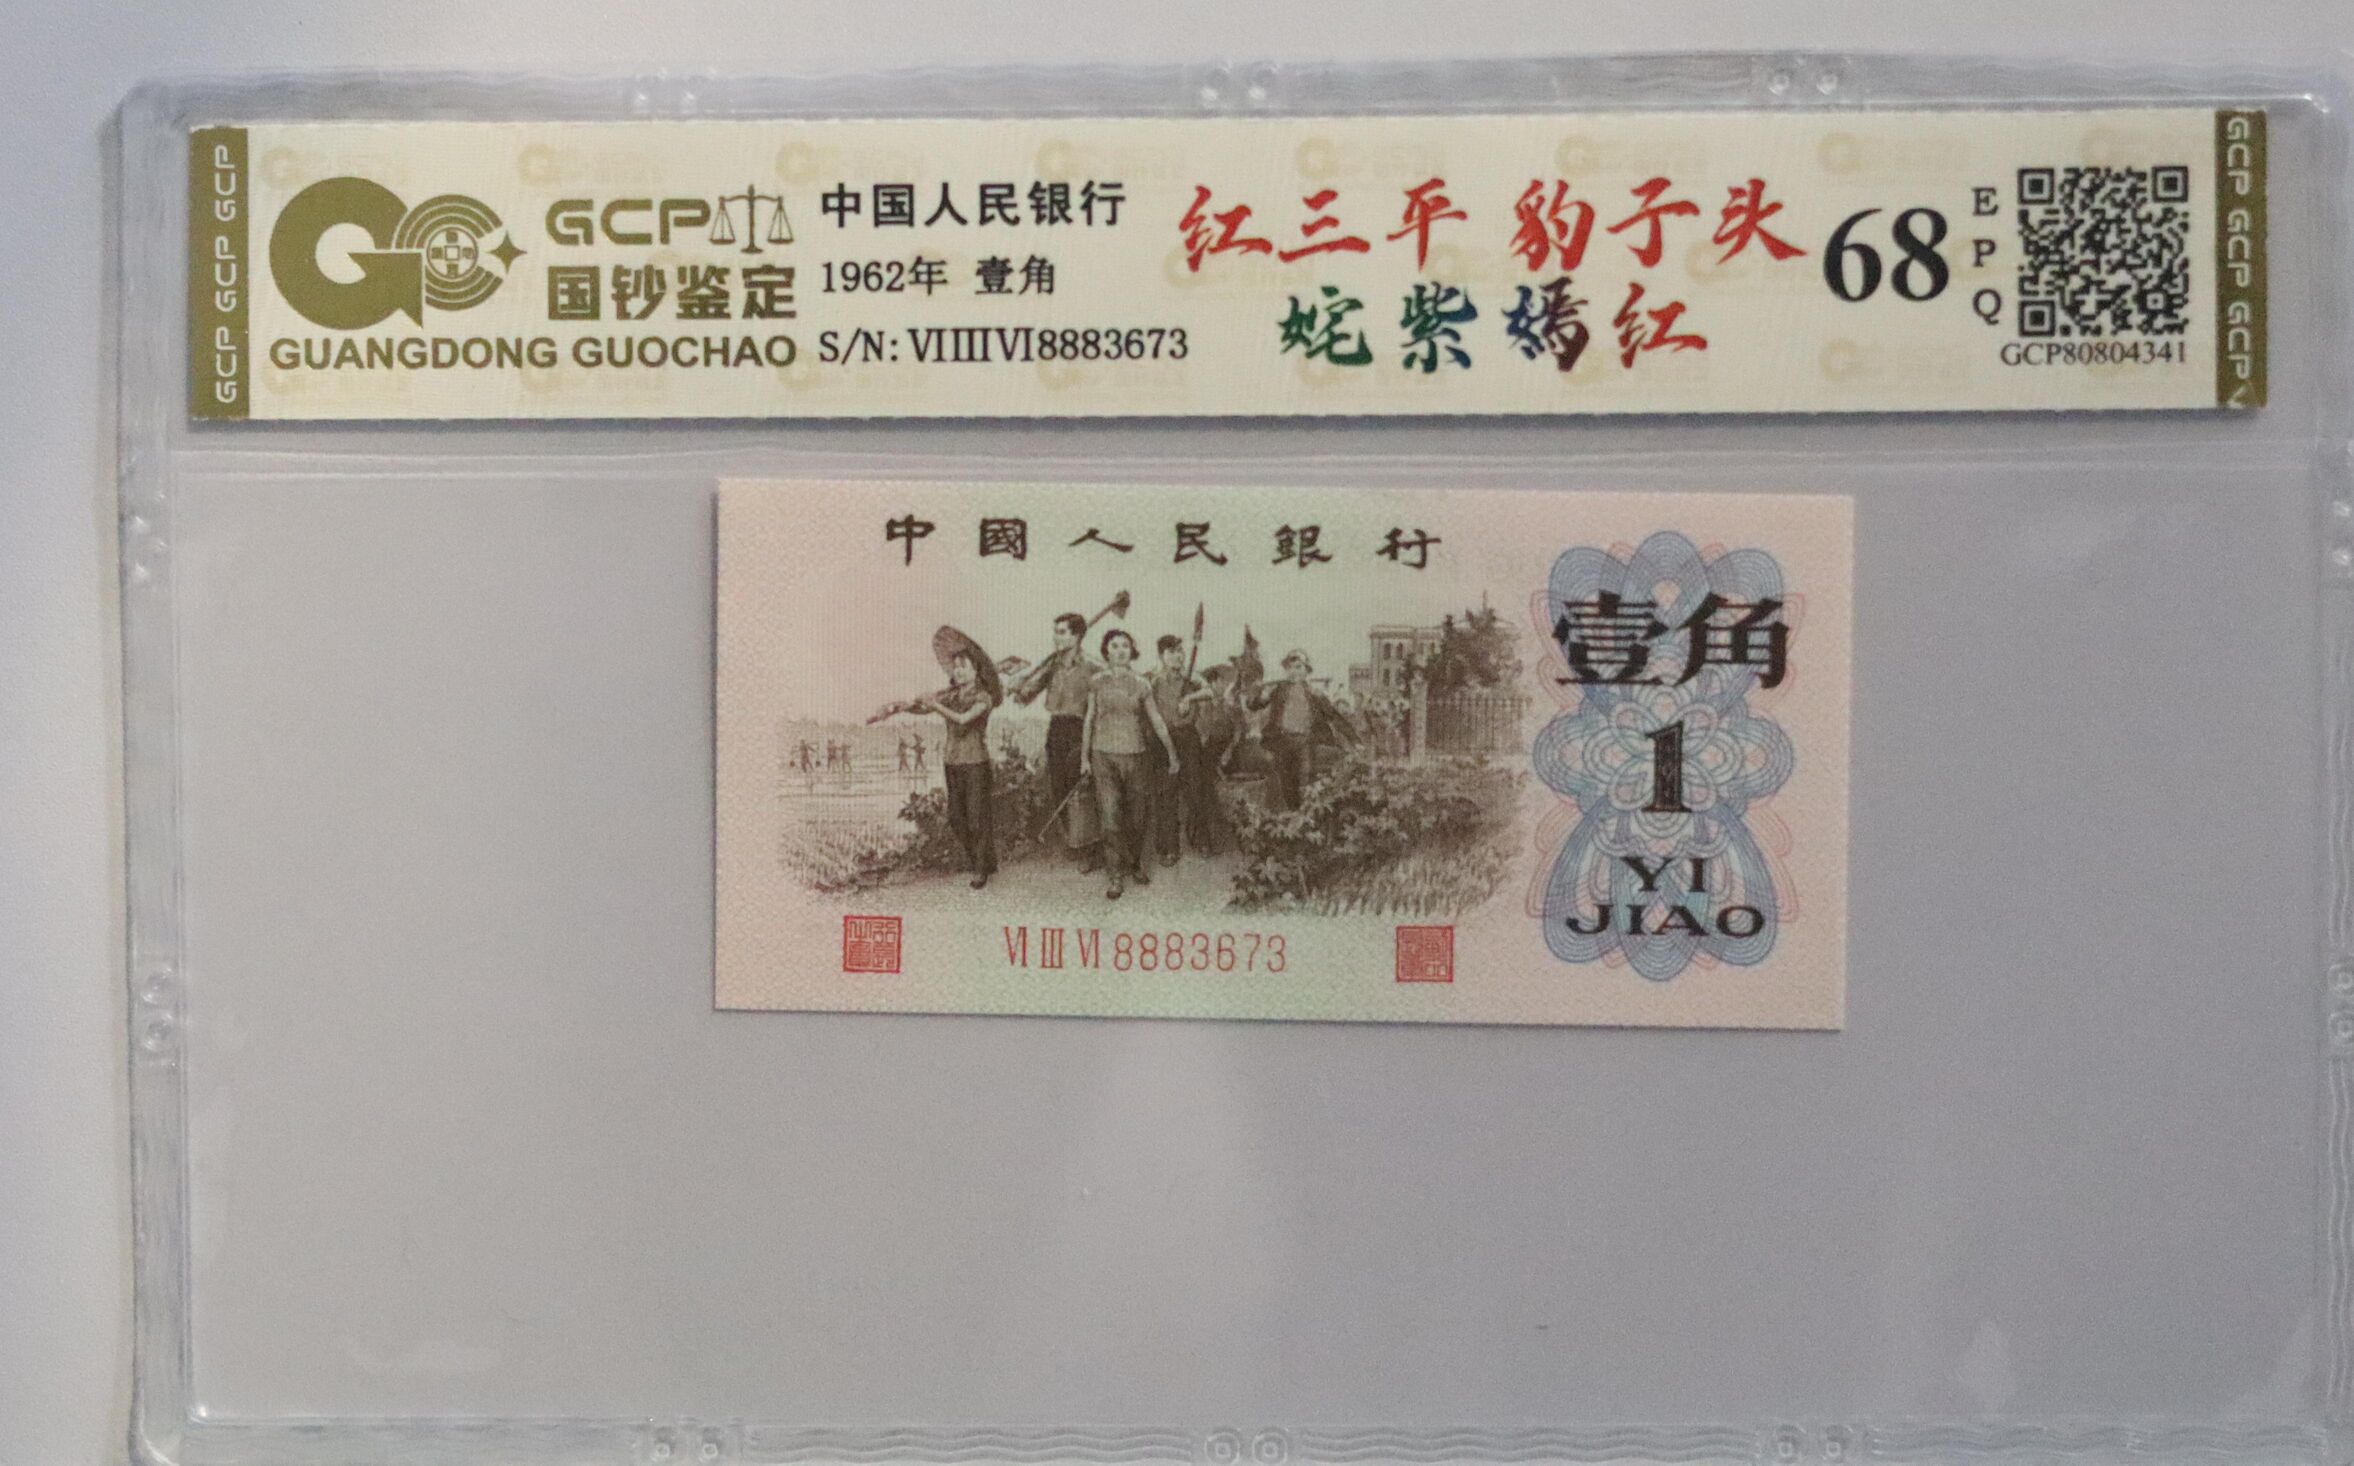 GCP GCP GCP
GCP
国钞鉴定
GUANGDONG GUOCHAO
中国人民银行
1962年 壹角
S/N: VIIIIVI8883673
红三平 豹子头
姹紫嫣红
68
EPQ
GCP80804341
GCP GCP GCP
中國人民銀行
壹角
1
YI
JIAO
VI III VI 8883673